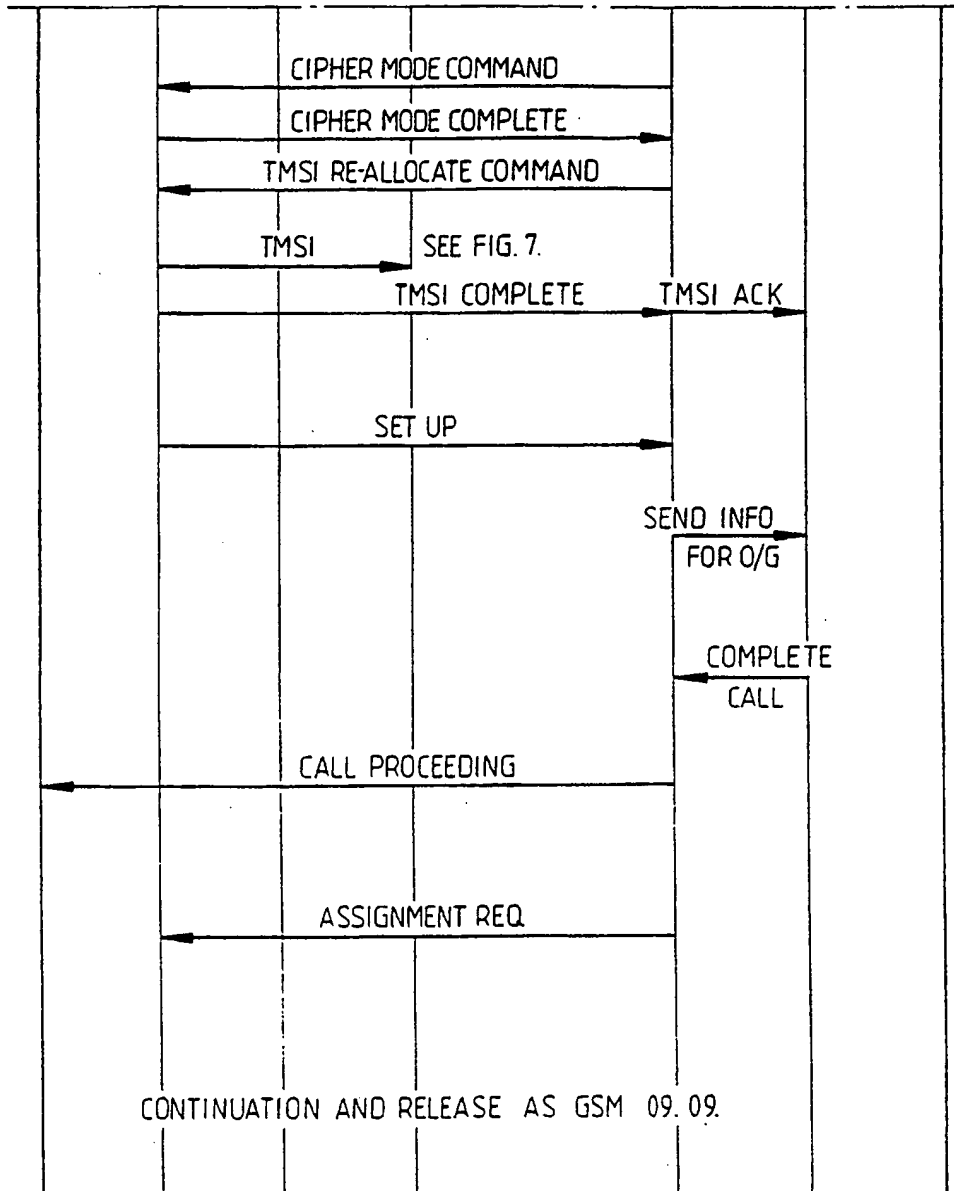 CIPHER MODE COMMAND
CIPHER MODE COMPLETE
TMSI RE-ALLOCATE COMMAND
TMSI SEE FIG. 7.
TMSI COMPLETE TMSI ACK
SET UP
SEND INFO
FOR O/G
COMPLETE
CALL
CALL PROCEEDING
ASSIGNMENT REQ
CONTINUATION AND RELEASE AS GSM 09.09.